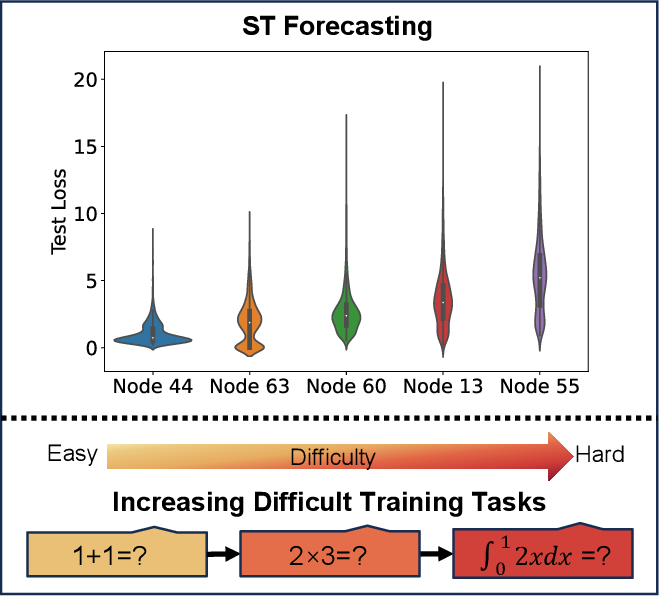 ST Forecasting
Test Loss
20
15
10
5
0
Node 44 Node 63 Node 60 Node 13 Node 55
Easy Difficulty Hard
Increasing Difficult Training Tasks
1+1=? 2×3=? ∫₀¹ 2xdx =?